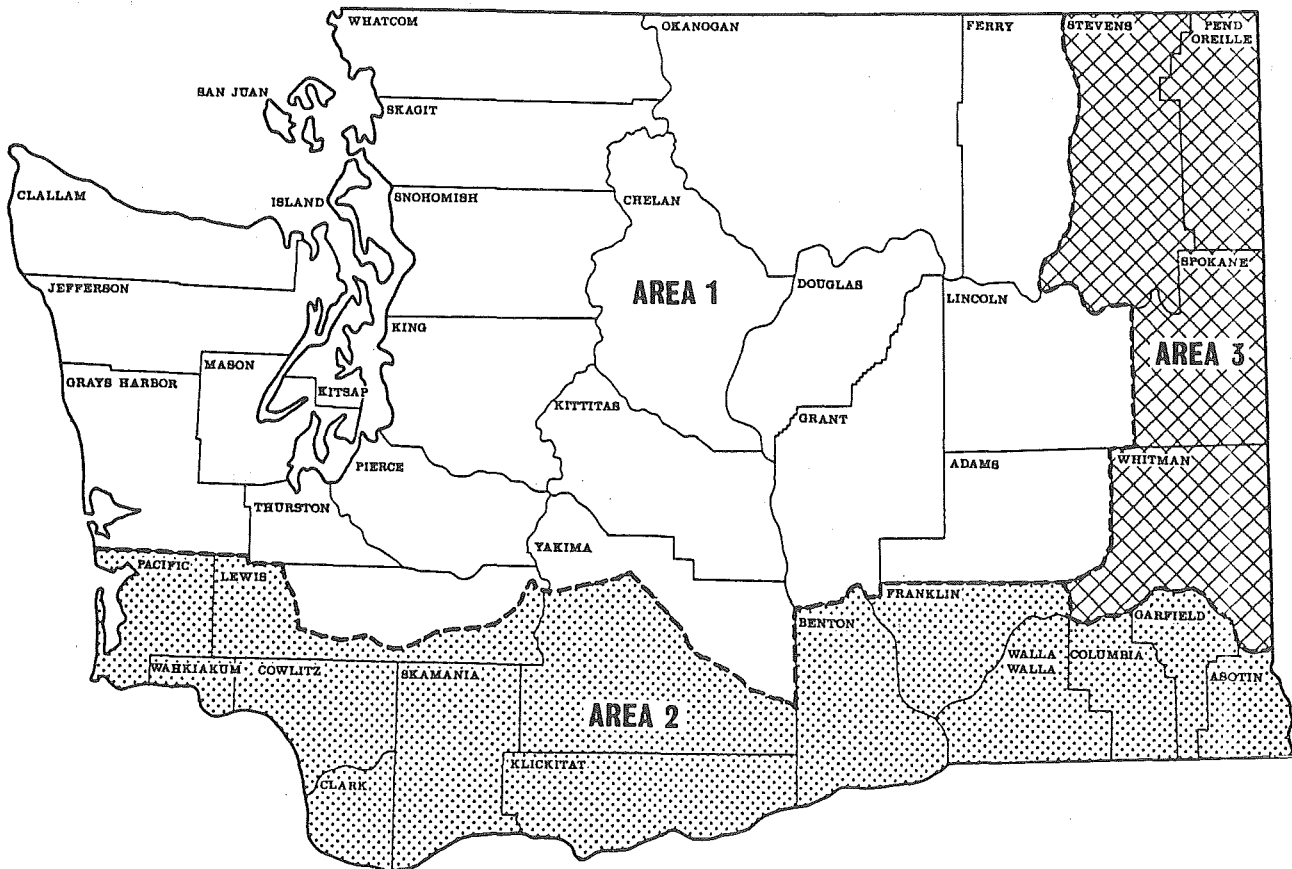 WHATCOM
OKANOGAN
FERRY
STEVENS
PEND
OREILLE
SAN JUAN
SKAGIT
CLALLAM
ISLAND
SNOHOMISH
CHELAN
SPOKANE
JEFFERSON
AREA 1
DOUGLAS
LINCOLN
KING
AREA 3
MASON
GRAYS HARBOR
KITSAP
KITTITAS
GRANT
PIERCE
ADAMS
WHITMAN
THURSTON
YAKIMA
PACIFIC
LEWIS
FRANKLIN
BENTON
GARFIELD
WAHKIAKUM
COWLITZ
SKAMANIA
WALLA
WALLA
COLUMBIA
ASOTIN
AREA 2
KLICKITAT
CLARK